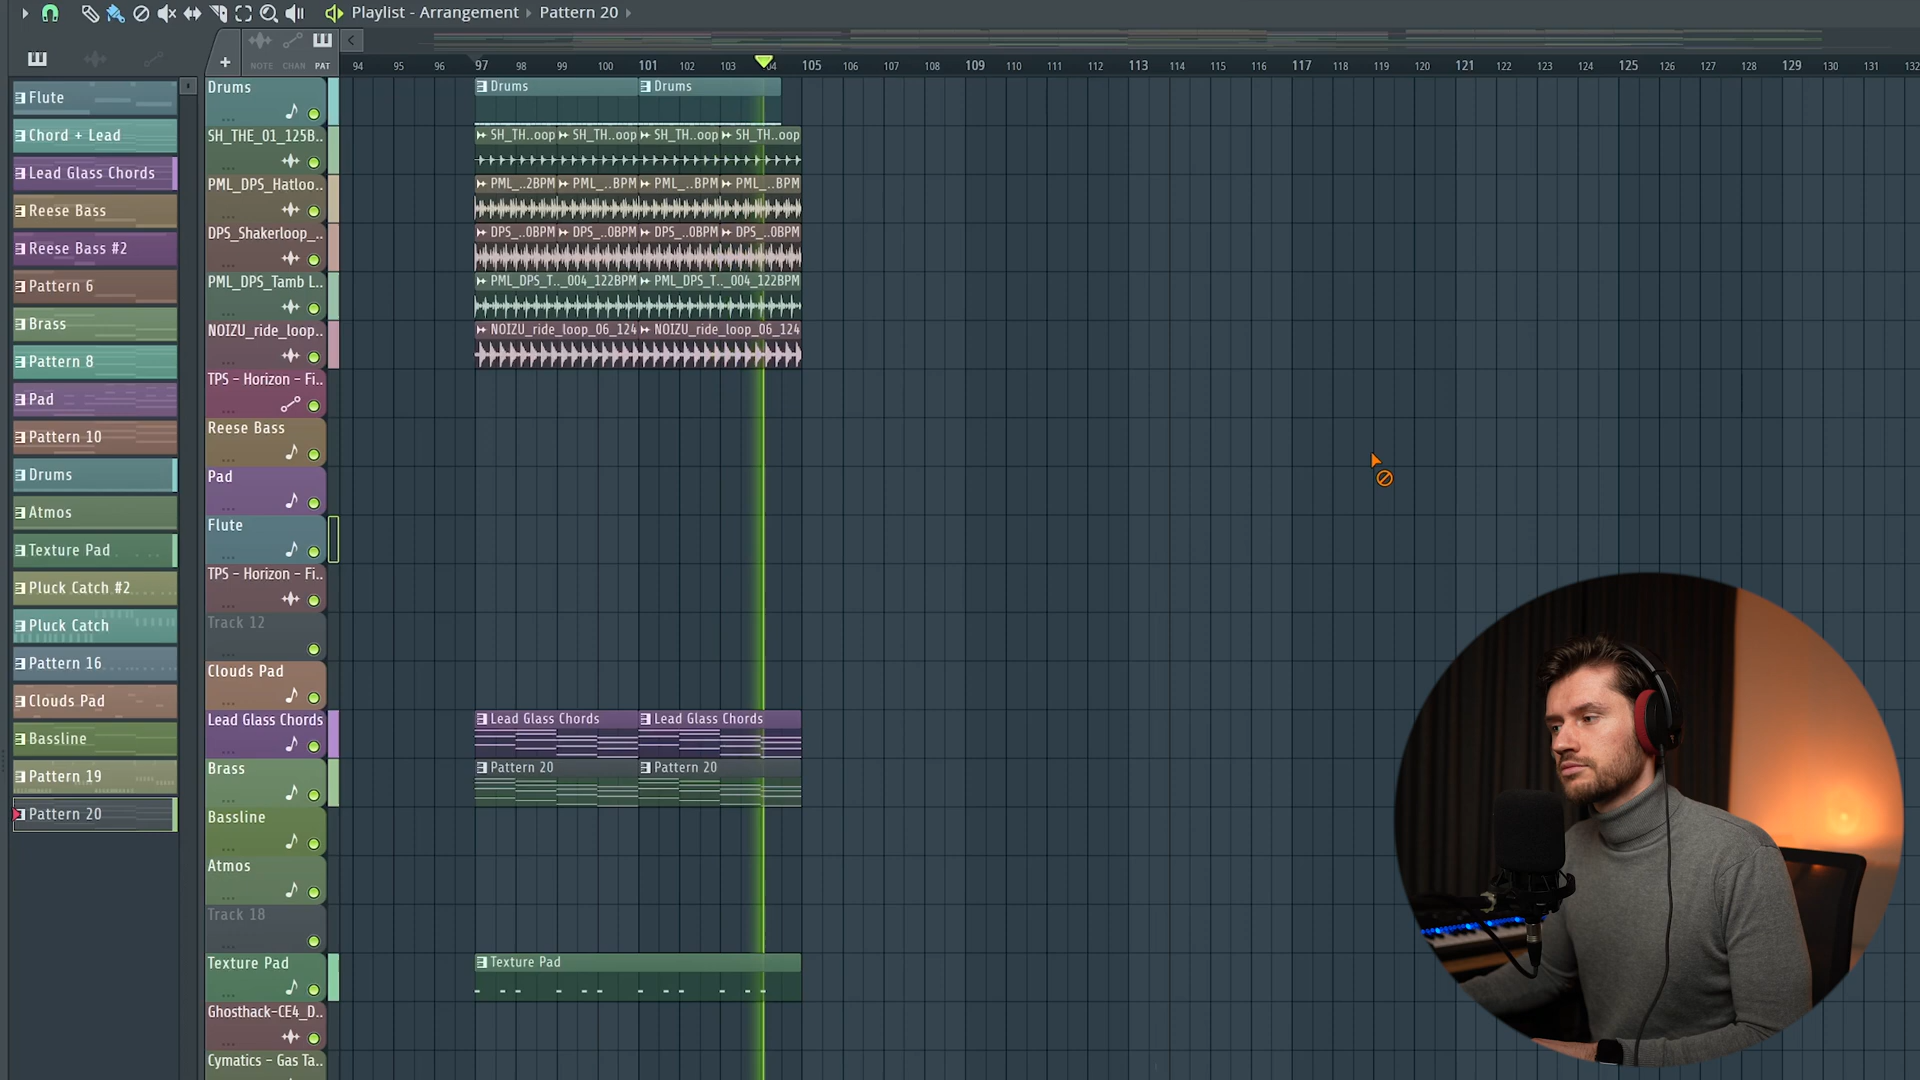 Playlist - Arrangement › Pattern 20 ›
NOTE CHAN PAT
94 95 96 97 98 99 100 101 102 103 104 105 106 107 108 109 110 111 112 113 114 115 116 117 118 119 120 121 122 123 124 125 126 127 128 129 130 131 132
Flute
Chord + Lead
Lead Glass Chords
Reese Bass
Reese Bass #2
Pattern 6
Brass
Pattern 8
Pad
Pattern 10
Drums
Atmos
Texture Pad
Pluck Catch #2
Pluck Catch
Pattern 16
Clouds Pad
Bassline
Pattern 19
Pattern 20
Drums
Drums Drums
SH_THE_01_125B..
SH_TH..oop SH_TH..oop SH_TH..oop SH_TH..oop
PML_DPS_Hatloo..
PML_..2BPM PML_..BPM PML_..BPM PML_..BPM
DPS_Shakerloop_..
DPS_..0BPM DPS_..0BPM DPS_..0BPM DPS_..0BPM
PML_DPS_Tamb L..
PML_DPS_T.._004_122BPM PML_DPS_T.._004_122BPM
NOIZU_ride_loop..
NOIZU_ride_loop_06_124 NOIZU_ride_loop_06_124
TPS - Horizon - Fi..
Reese Bass
Pad
Flute
TPS - Horizon - Fi..
Track 12
Clouds Pad
Lead Glass Chords
Lead Glass Chords Lead Glass Chords
Brass
Pattern 20 Pattern 20
Bassline
Atmos
Track 18
Texture Pad
Texture Pad
Ghosthack-CE4_D..
Cymatics - Gas Ta..